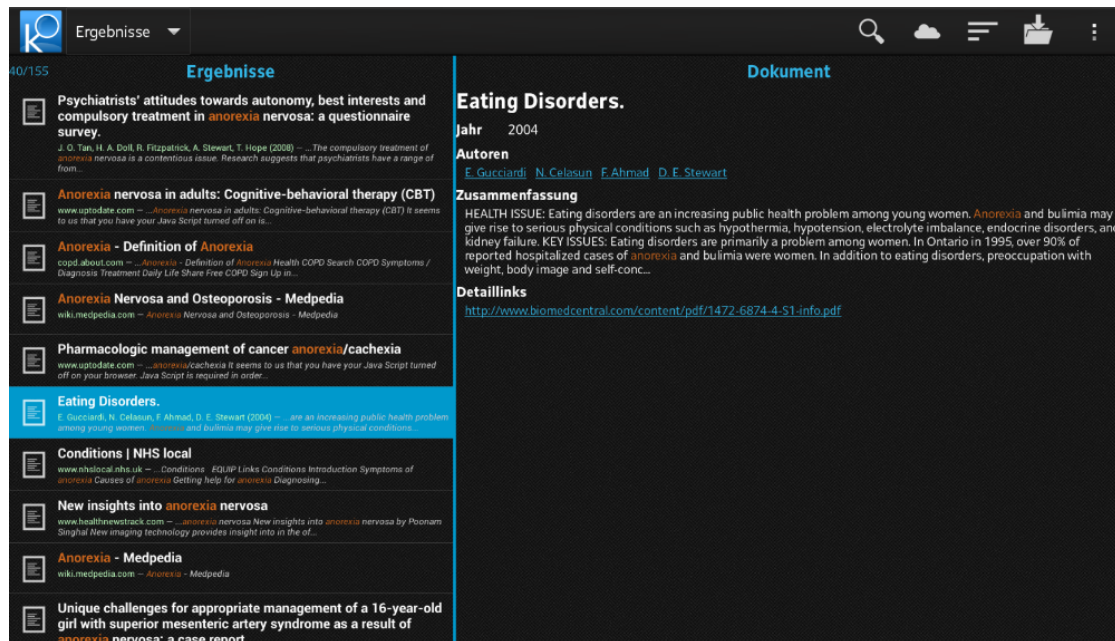 Ergebnisse
40/155
Ergebnisse
Psychiatrists' attitudes towards autonomy, best interests and
compulsory treatment in anorexia nervosa: a questionnaire
survey.
J. O. Tan, H. A. Doll, R. Fitzpatrick, A. Stewart, T. Hope (2008) – ...The compulsory treatment of
anorexia nervosa is a contentious issue. Research suggests that psychiatrists have a range of
from...
Anorexia nervosa in adults: Cognitive-behavioral therapy (CBT)
www.uptodate.com – ...Anorexia nervosa in adults: Cognitive-behavioral therapy (CBT) It seems
to us that you have your Java Script turned off on is...
Anorexia - Definition of Anorexia
copd.about.com – ...Anorexia - Definition of Anorexia Health COPD Search COPD Symptoms /
Diagnosis Treatment Daily Life Share Free COPD Sign Up in...
Anorexia Nervosa and Osteoporosis - Medpedia
wiki.medpedia.com – Anorexia Nervosa and Osteoporosis - Medpedia
Pharmacologic management of cancer anorexia/cachexia
www.uptodate.com – ...anorexia/cachexia It seems to us that you have your Java Script turned
off on your browser. Java Script is required in order...
Eating Disorders.
E. Gucciardi, N. Celasun, F. Ahmad, D. E. Stewart (2004) – ...are an increasing public health problem
among young women. Anorexia and bulimia may give rise to serious physical conditions...
Conditions | NHS local
www.nhslocal.nhs.uk – ...Conditions EQUIP Links Conditions Introduction Symptoms of
anorexia Causes of anorexia Getting help for anorexia Diagnosing...
New insights into anorexia nervosa
www.healthnewstrack.com – ...anorexia nervosa New insights into anorexia nervosa by Poonam
Singhal New imaging technology provides insight into in the of...
Anorexia - Medpedia
wiki.medpedia.com – Anorexia - Medpedia
Unique challenges for appropriate management of a 16-year-old
girl with superior mesenteric artery syndrome as a result of
anorexia nervosa: a case report
Dokument
Eating Disorders.
Jahr 2004
Autoren
E. Gucciardi N. Celasun F. Ahmad D. E. Stewart
Zusammenfassung
HEALTH ISSUE: Eating disorders are an increasing public health problem among young women. Anorexia and bulimia may
give rise to serious physical conditions such as hypothermia, hypotension, electrolyte imbalance, endocrine disorders, and
kidney failure. KEY ISSUES: Eating disorders are primarily a problem among women. In Ontario in 1995, over 90% of
reported hospitalized cases of anorexia and bulimia were women. In addition to eating disorders, preoccupation with
weight, body image and self-conc...
Detaillinks
http://www.biomedcentral.com/content/pdf/1472-6874-4-S1-info.pdf